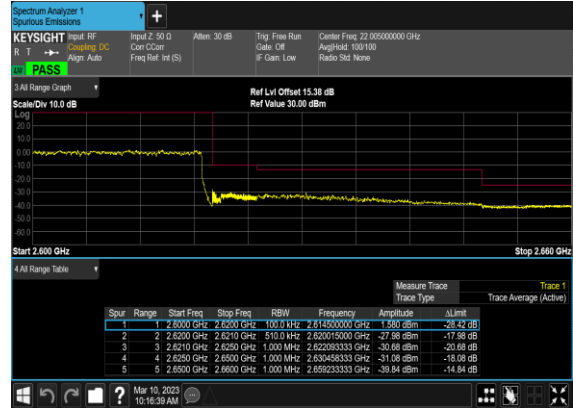 Spectrum Analyzer 1
Spurious Emissions
KEYSIGHT Input: RF Input Z: 50 Ω Atten: 30 dB Trig: Free Run Center Freq: 22.005000000 GHz
R T Coupling: DC Corr CCorr Gate: Off Avg|Hold: 100/100
Align: Auto Freq Ref: Int (S) IF Gain: Low Radio Std: None
PASS
3 All Range Graph
Ref Lvl Offset 15.38 dB
Scale/Div 10.0 dB Ref Value 30.00 dBm
Log
20.0
10.0
0.00
-10.0
-20.0
-30.0
-40.0
-50.0
-60.0
Start 2.600 GHz Stop 2.660 GHz
4 All Range Table
Measure Trace Trace 1
Trace Type Trace Average (Active)
Spur Range Start Freq Stop Freq RBW Frequency Amplitude ΔLimit
1 1 2.6000 GHz 2.6200 GHz 100.0 kHz 2.614500000 GHz 1.580 dBm -28.42 dB
2 2 2.6200 GHz 2.6210 GHz 510.0 kHz 2.620015000 GHz -27.98 dBm -17.98 dB
3 3 2.6210 GHz 2.6250 GHz 1.000 MHz 2.622093333 GHz -30.68 dBm -20.68 dB
4 4 2.6250 GHz 2.6500 GHz 1.000 MHz 2.630458333 GHz -31.08 dBm -18.08 dB
5 5 2.6500 GHz 2.6600 GHz 1.000 MHz 2.659233333 GHz -39.84 dBm -14.84 dB
Mar 10, 2023
10:16:39 AM